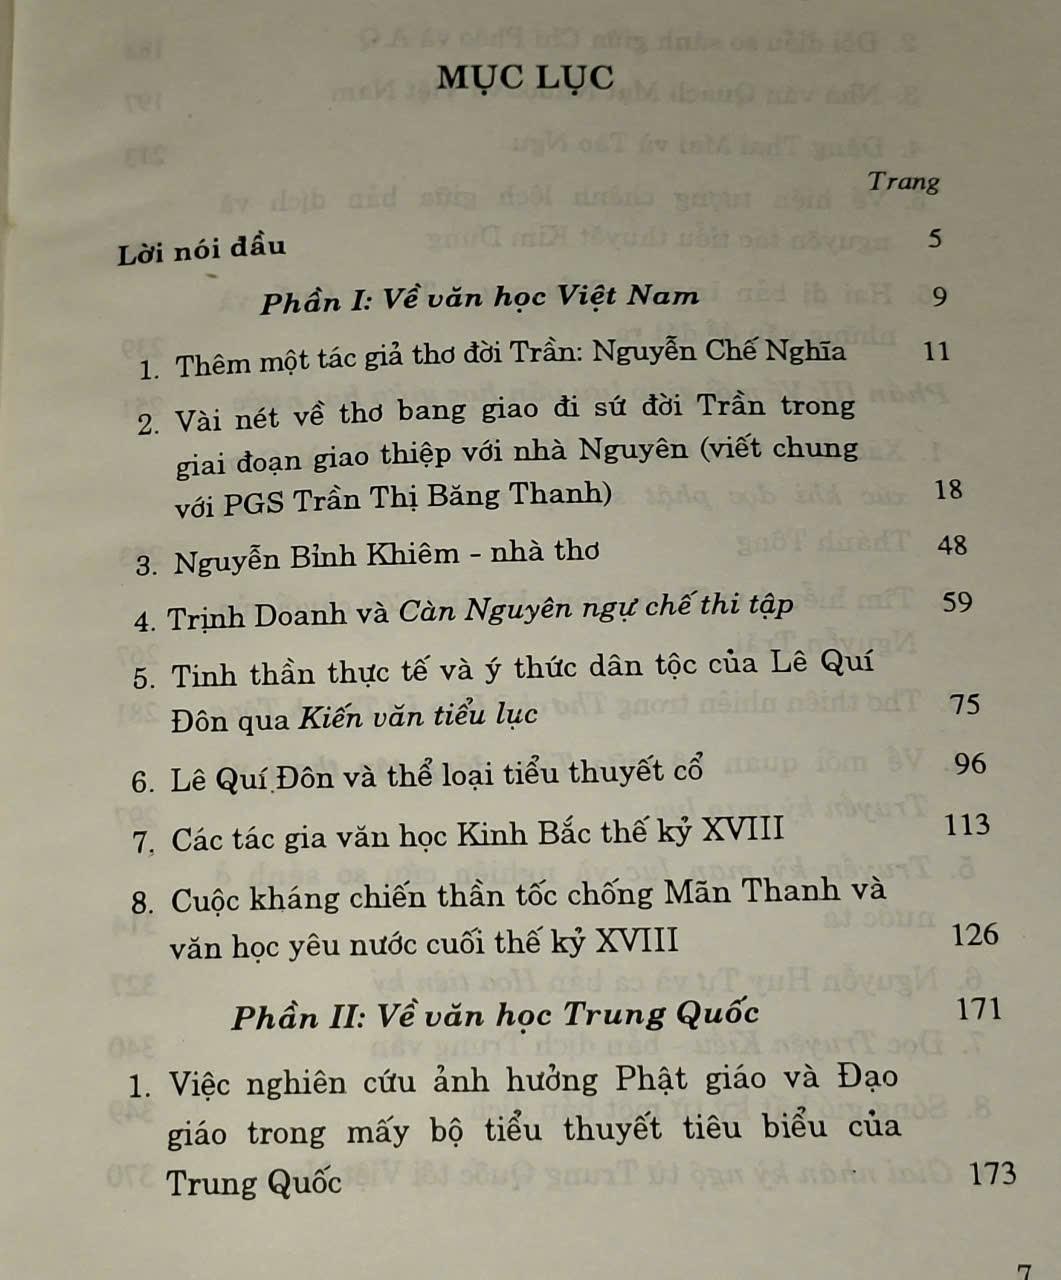 MỤC LỤC
Trang
Lời nói đầu 5
Phần I: Về văn học Việt Nam 9
1. Thêm một tác giả thơ đời Trần: Nguyễn Chế Nghĩa 11
2. Vài nét về thơ bang giao đi sứ đời Trần trong
giai đoạn giao thiệp với nhà Nguyên (viết chung
với PGS Trần Thị Băng Thanh) 18
3. Nguyễn Bỉnh Khiêm - nhà thơ 48
4. Trịnh Doanh và Càn Nguyên ngự chế thi tập 59
5. Tinh thần thực tế và ý thức dân tộc của Lê Quí
Đôn qua Kiến văn tiểu lục 75
6. Lê Quí Đôn và thể loại tiểu thuyết cổ 96
7. Các tác gia văn học Kinh Bắc thế kỷ XVIII 113
8. Cuộc kháng chiến thần tốc chống Mãn Thanh và
văn học yêu nước cuối thế kỷ XVIII 126
Phần II: Về văn học Trung Quốc 171
1. Việc nghiên cứu ảnh hưởng Phật giáo và Đạo
giáo trong mấy bộ tiểu thuyết tiêu biểu của
Trung Quốc 173
7